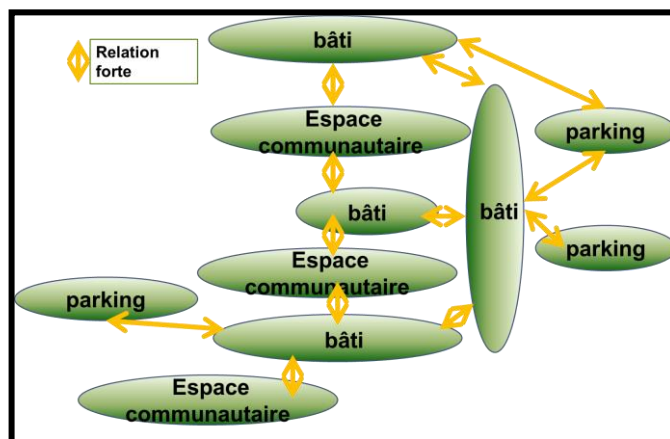 Relation
forte
bâti
Espace
communautaire
parking
bâti
bâti
parking
Espace
communautaire
parking
bâti
Espace
communautaire